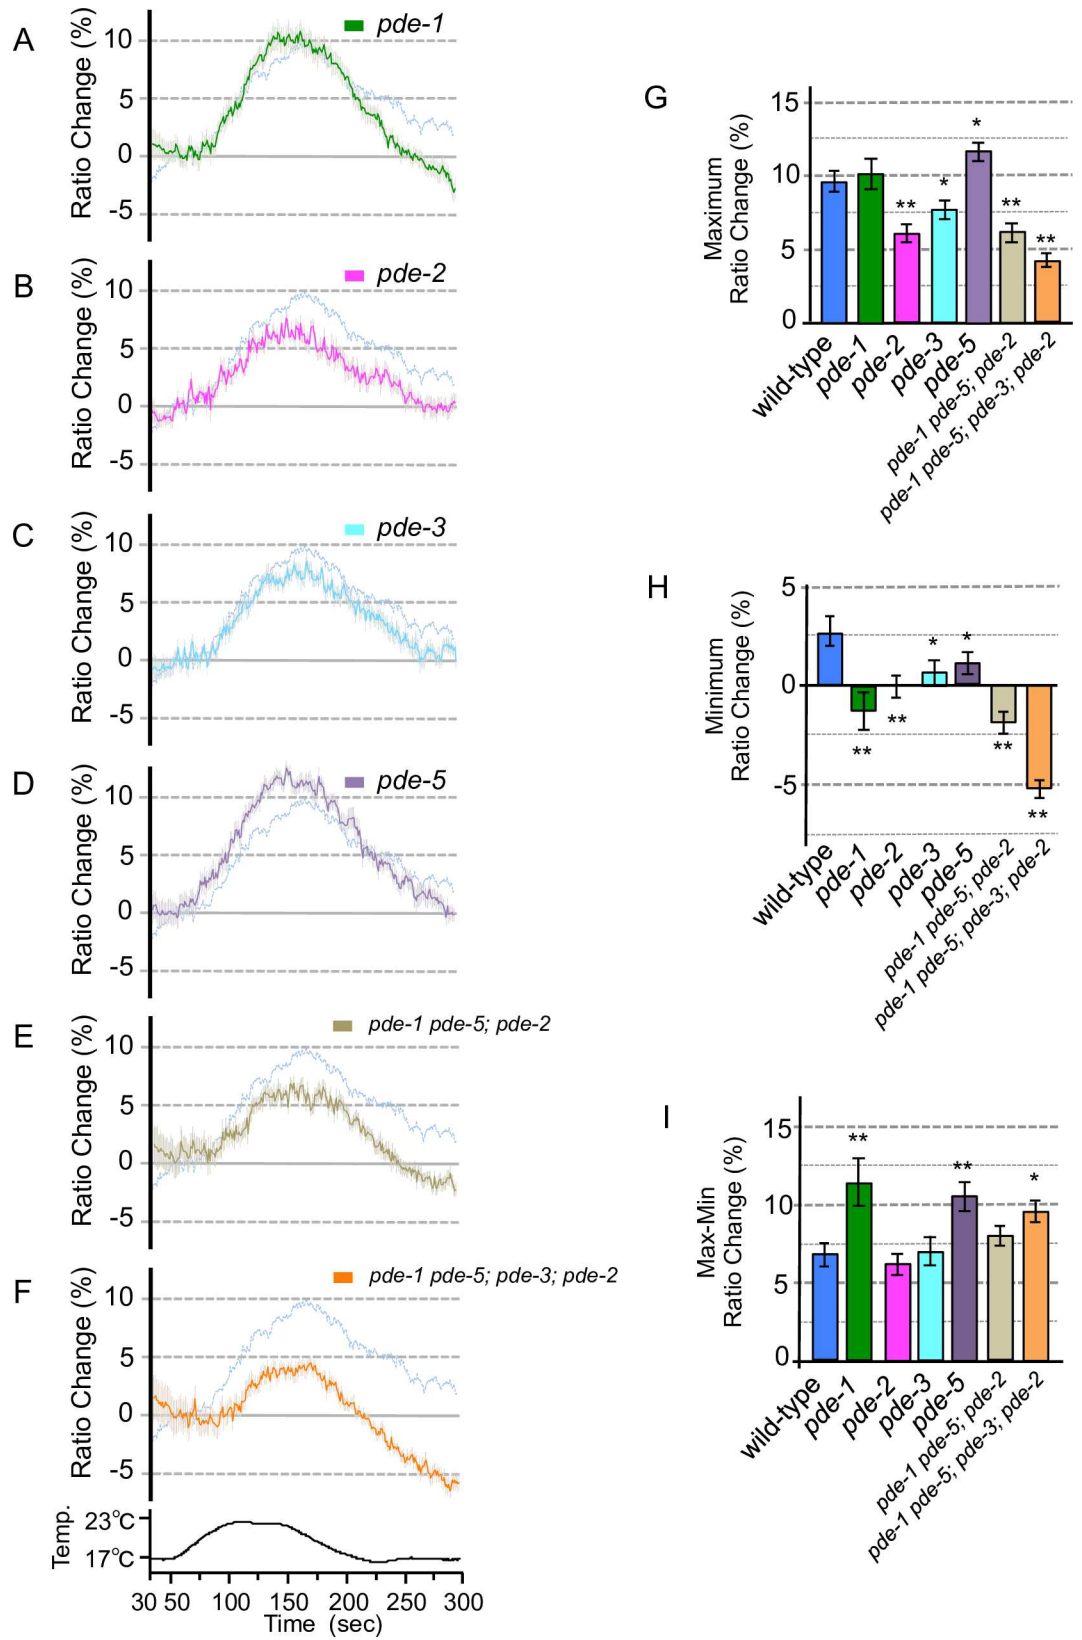 A
Ratio Change (%)
10
5
0
-5
pde-1
B
Ratio Change (%)
10
5
0
-5
pde-2
C
Ratio Change (%)
10
5
0
-5
pde-3
D
Ratio Change (%)
10
5
0
-5
pde-5
E
Ratio Change (%)
10
5
0
-5
pde-1 pde-5; pde-2
F
Ratio Change (%)
10
5
0
-5
pde-1 pde-5; pde-3; pde-2
Temp.
23°C
17°C
30 50 100 150 200 250 300
Time (sec)
G
Maximum
Ratio Change (%)
15
10
5
0
** * * ** **
wild-type
pde-1
pde-2
pde-3
pde-5
pde-1 pde-5; pde-2
pde-1 pde-5; pde-3; pde-2
H
Minimum
Ratio Change (%)
5
0
-5
** ** * * ** **
wild-type
pde-1
pde-2
pde-3
pde-5
pde-1 pde-5; pde-2
pde-1 pde-5; pde-3; pde-2
I
Max-Min
Ratio Change (%)
15
10
5
0
** ** *
wild-type
pde-1
pde-2
pde-3
pde-5
pde-1 pde-5; pde-2
pde-1 pde-5; pde-3; pde-2